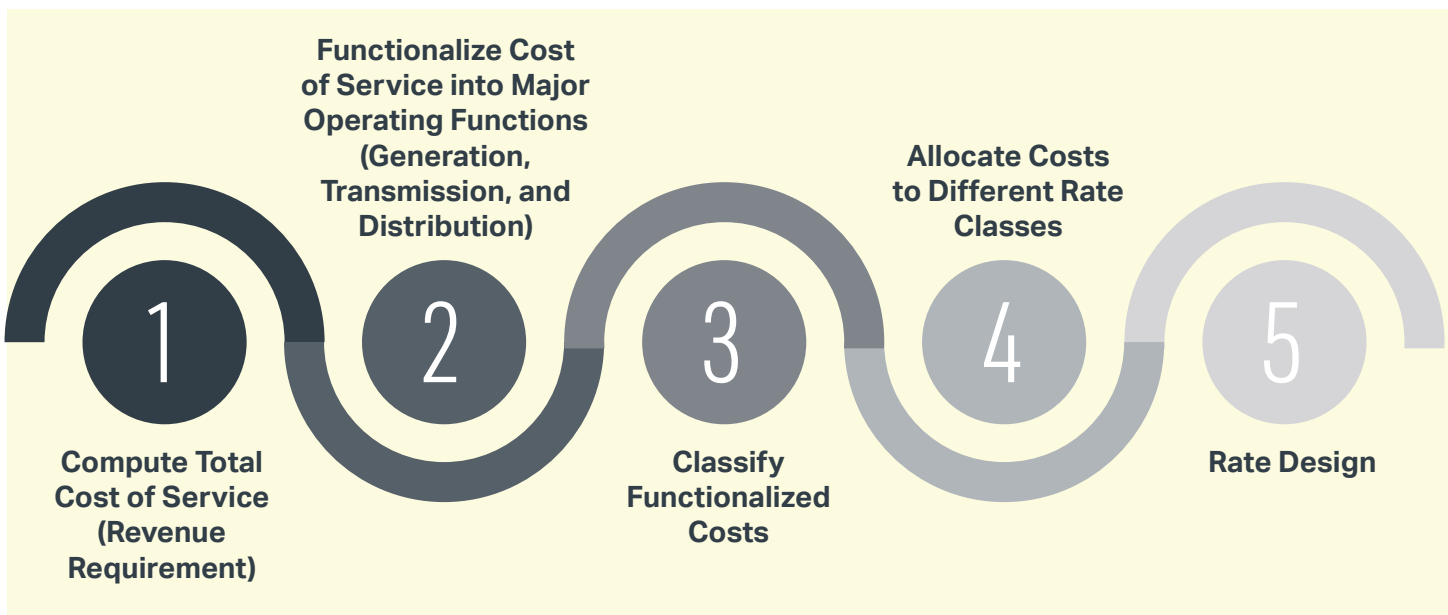 1
Compute Total
Cost of Service
(Revenue
Requirement)
Functionalize Cost
of Service into Major
Operating Functions
(Generation,
Transmission, and
Distribution)
2
3
Classify
Functionalized
Costs
Allocate Costs
to Different Rate
Classes
4
5
Rate Design